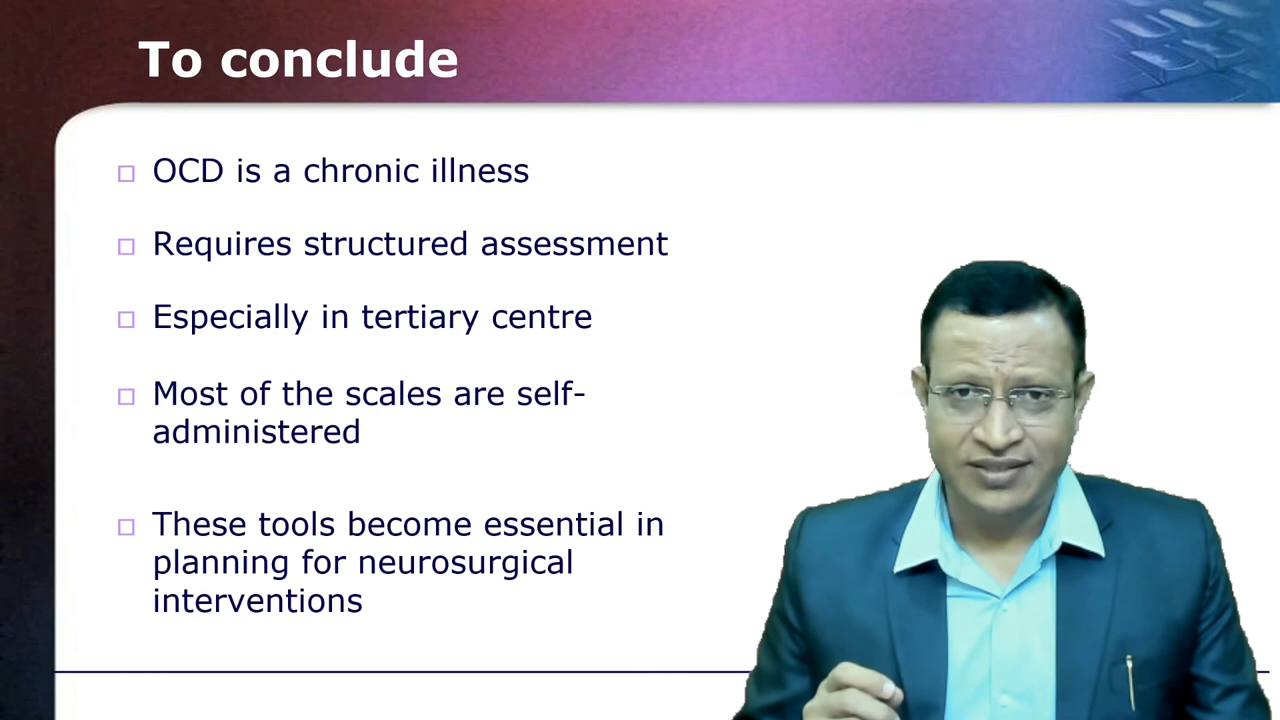 To conclude
OCD is a chronic illness
Requires structured assessment
Especially in tertiary centre
Most of the scales are self-
administered
These tools become essential in
planning for neurosurgical
interventions